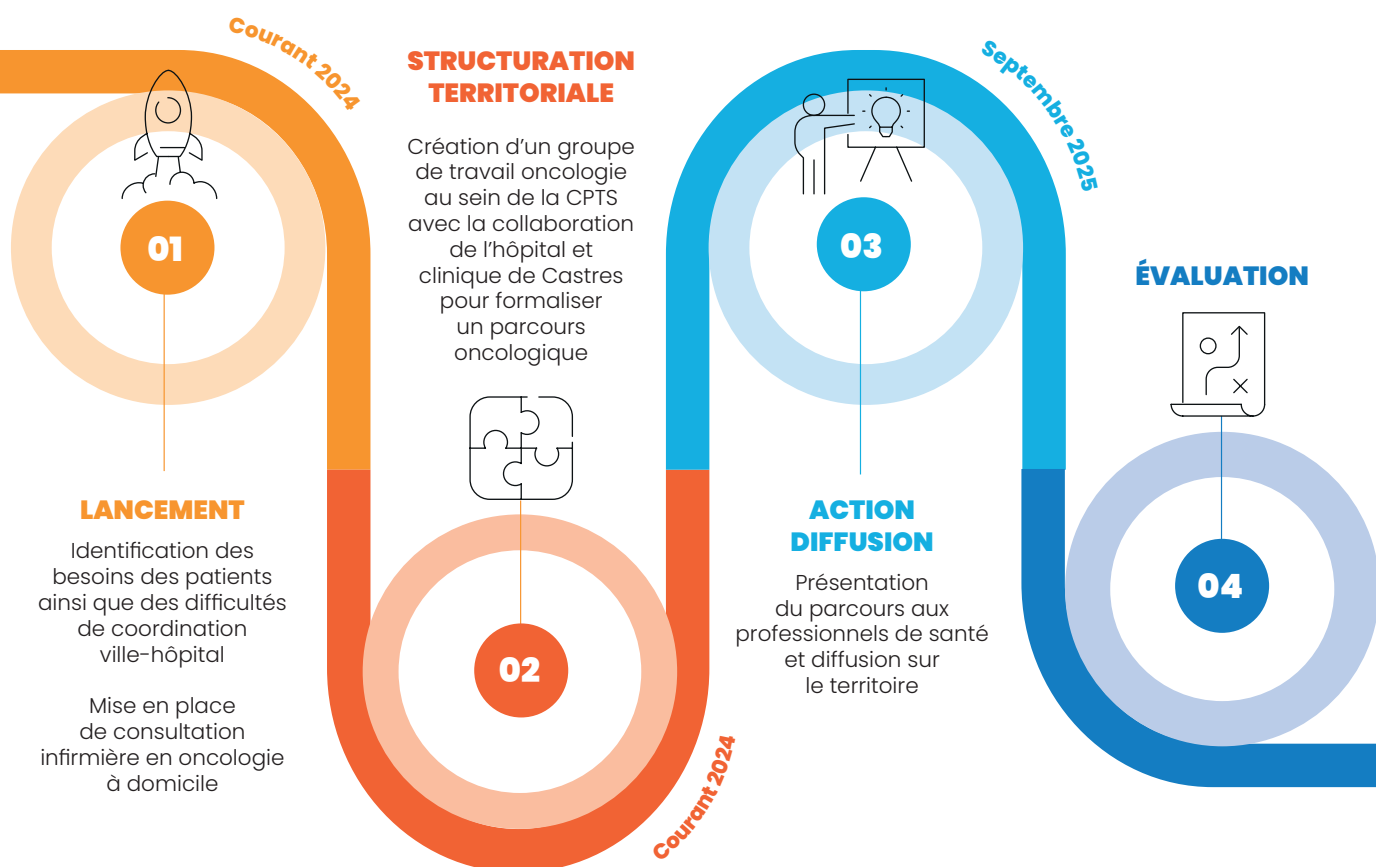 Courant 2024
01
LANCEMENT
Identification des
besoins des patients
ainsi que des difficultés
de coordination
ville-hôpital
Mise en place
de consultation
infirmière en oncologie
à domicile
STRUCTURATION
TERRITORIALE
Création d’un groupe
de travail oncologie
au sein de la CPTS
avec la collaboration
de l’hôpital et
clinique de Castres
pour formaliser
un parcours
oncologique
02
Courant 2024
Septembre 2025
03
ACTION
DIFFUSION
Présentation
du parcours aux
professionnels de santé
et diffusion sur
le territoire
ÉVALUATION
04